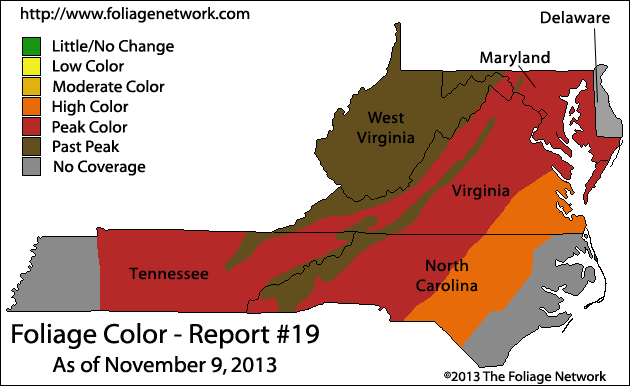 http://www.foliagenetwork.com
Little/No Change
Low Color
Moderate Color
High Color
Peak Color
Past Peak
No Coverage
Delaware
Maryland
West
Virginia
Virginia
Tennessee
North
Carolina
Foliage Color - Report #19
As of November 9, 2013
©2013 The Foliage Network